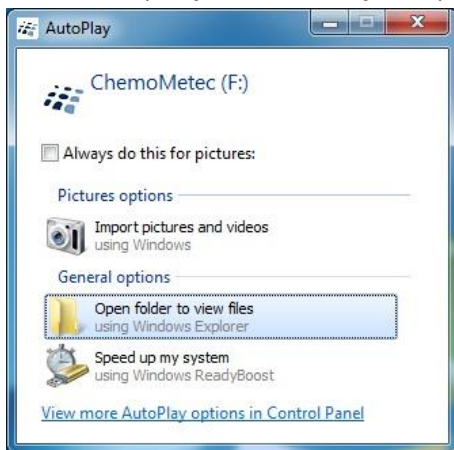 AutoPlay
ChemoMetec (F:)
Always do this for pictures:
Pictures options
Import pictures and videos
using Windows
General options
Open folder to view files
using Windows Explorer
Speed up my system
using Windows ReadyBoost
View more AutoPlay options in Control Panel